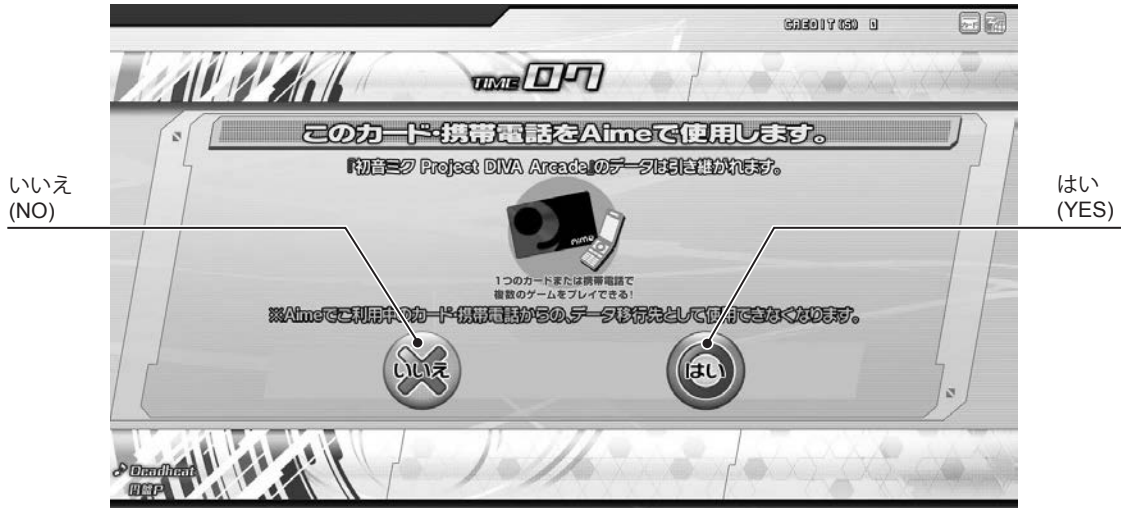 CREDIT(S) 0
カード
TIME 07
このカード・携帯電話をAimeで使用します。
『初音ミク Project DIVA Arcade』のデータは引き継がれます。
いいえ
(NO)
はい
(YES)
Aime
1つのカードまたは携帯電話で
複数のゲームをプレイできる!
※Aimeでご利用中のカード・携帯電話からの、データ移行先として使用できなくなります。
いいえ
はい
Deadheat